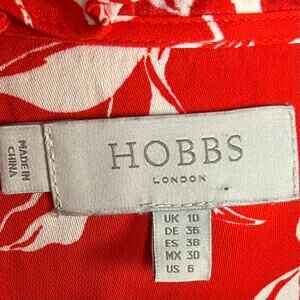 MADE IN
CHINA
HOBBS
LONDON
UK 10
DE 36
ES 38
MX 30
US 6